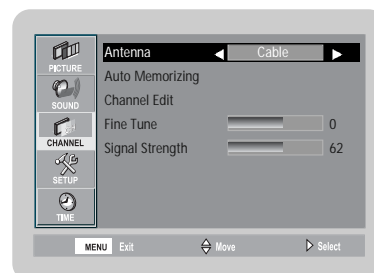 PICTURE
SOUND
CHANNEL
SETUP
TIME
Antenna Cable
Auto Memorizing
Channel Edit
Fine Tune 0
Signal Strength 62
MENU Exit Move Select